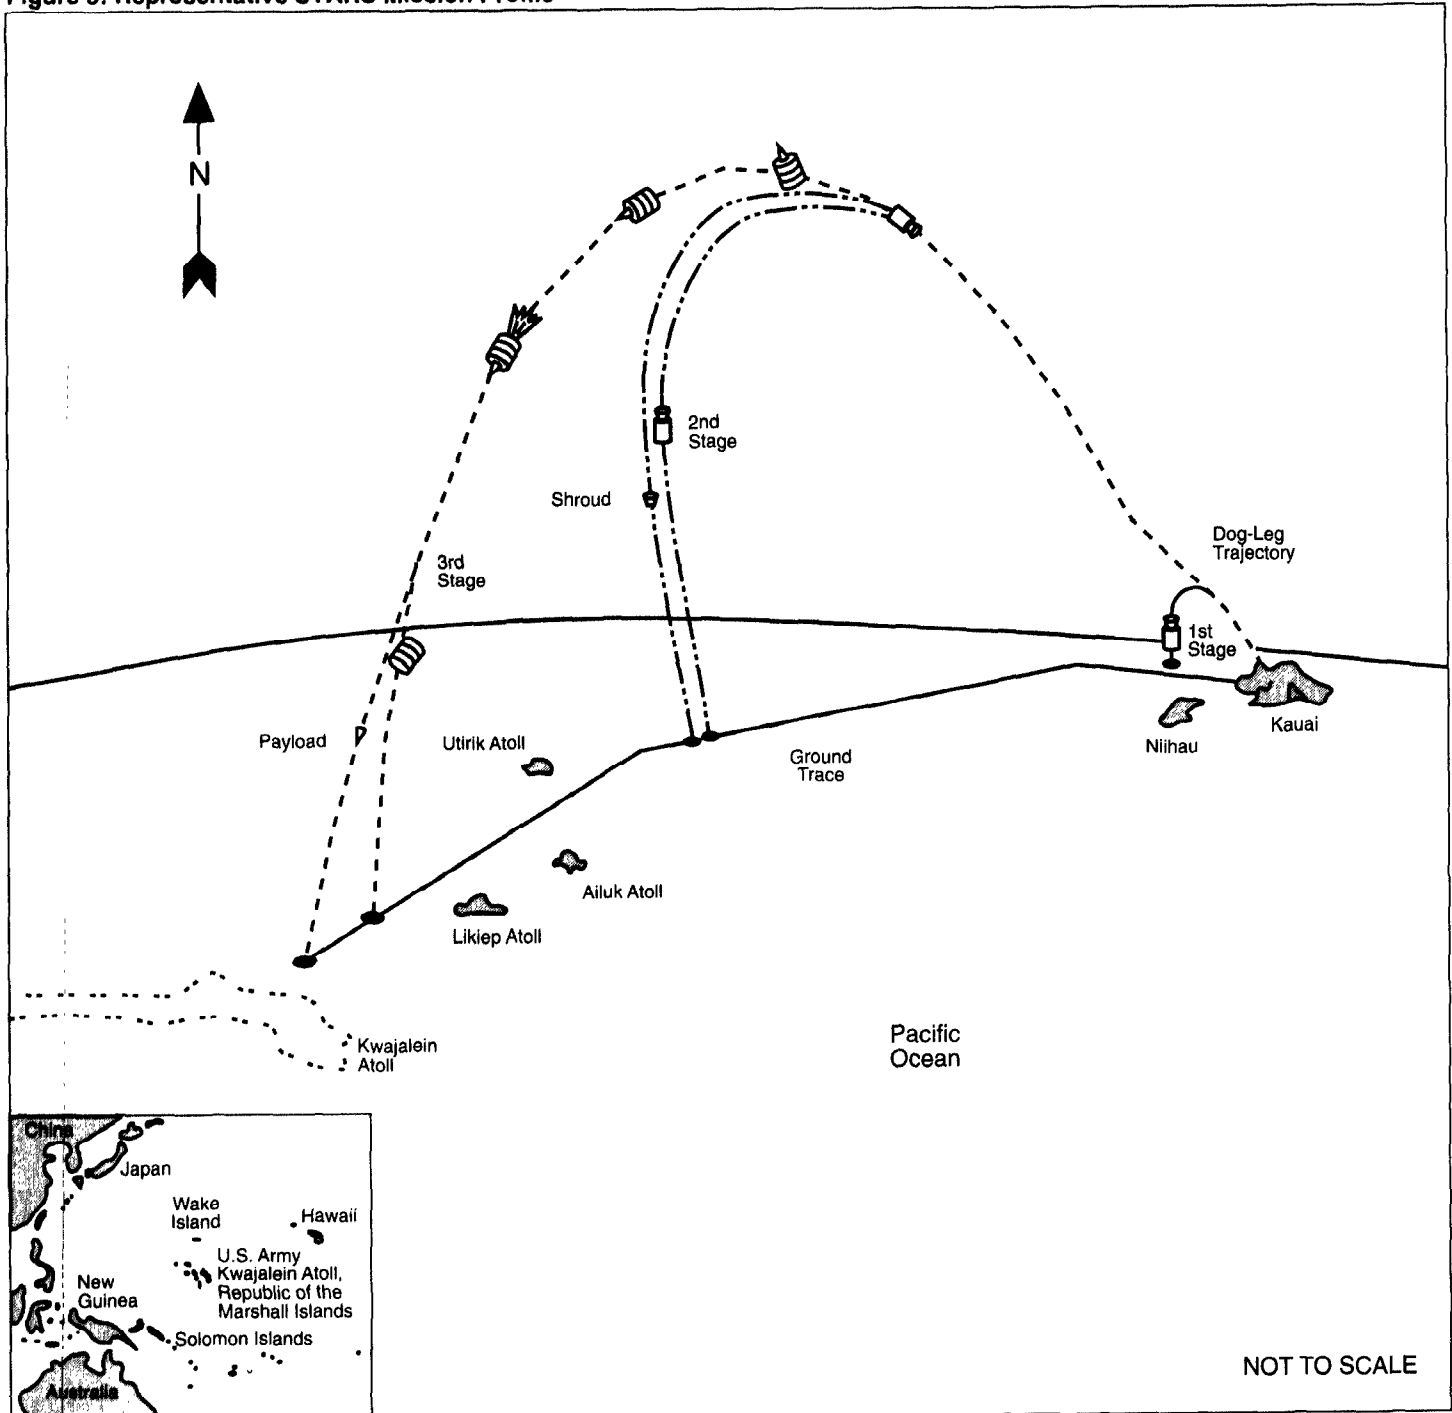 N
2nd
Stage
Shroud
Dog-Leg
Trajectory
3rd
Stage
1st
Stage
Payload
Utirik Atoll
Ground
Trace
Niihau
Kauai
Ailuk Atoll
Likiep Atoll
Kwajalein
Atoll
Pacific
Ocean
China
Japan
Wake
Island
Hawaii
U.S. Army
Kwajalein Atoll,
Republic of the
Marshall Islands
New
Guinea
Solomon Islands
Australia
NOT TO SCALE